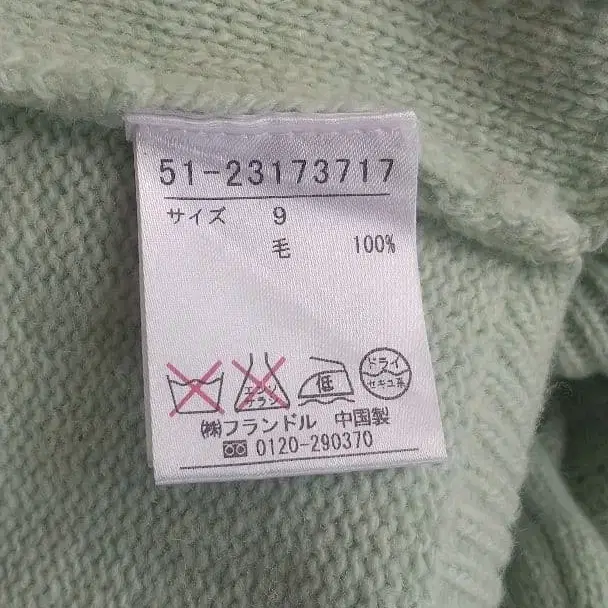 51-23173717
サイズ 9
毛 100%
エンソ サラシ 低 ドライ セキユ系
㈱フランドル 中国製
0120-290370